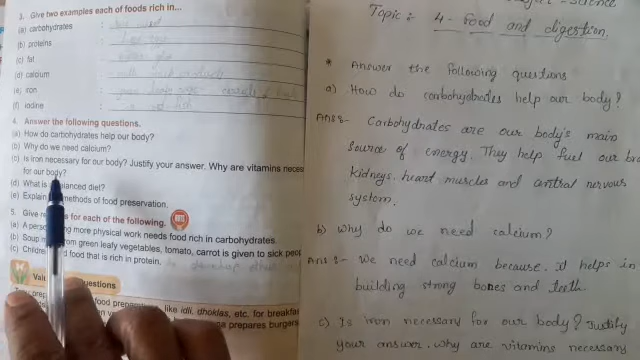 3. Give two examples each of foods rich in...
(a) carbohydrates :
(b) proteins :
(c) fat :
(d) calcium :
(e) iron :
(f) iodine :
4. Answer the following questions.
(a) How do carbohydrates help our body?
(b) Why do we need calcium?
(c) Is iron necessary for our body? Justify your answer. Why are vitamins
for our body?
(d) What is balanced diet?
(e) Explain methods of food preservation.
5. Give for each of the following.
(a) A person more physical work needs food rich in carbohydrates.
(b) Soup from green leafy vegetables, tomato, carrot is given to sick
(c) food that is rich in protein.
Questions
food like idli, dhoklas, etc. for
prepares burgers
Science
Topic :- 4 - Food and digestion.
* Answer the following questions
a) How do carbohydrates help our body?
Ans:- Carbohydrates are our body's main
source of energy. They help fuel our
kidneys. heart muscles and central nervous
system.
b) Why do we need calcium?
Ans:- We need calcium because. it helps in
building strong bones and teeth.
c) Is iron necessary for our body? Justify
your answer. why are vitamins necessary